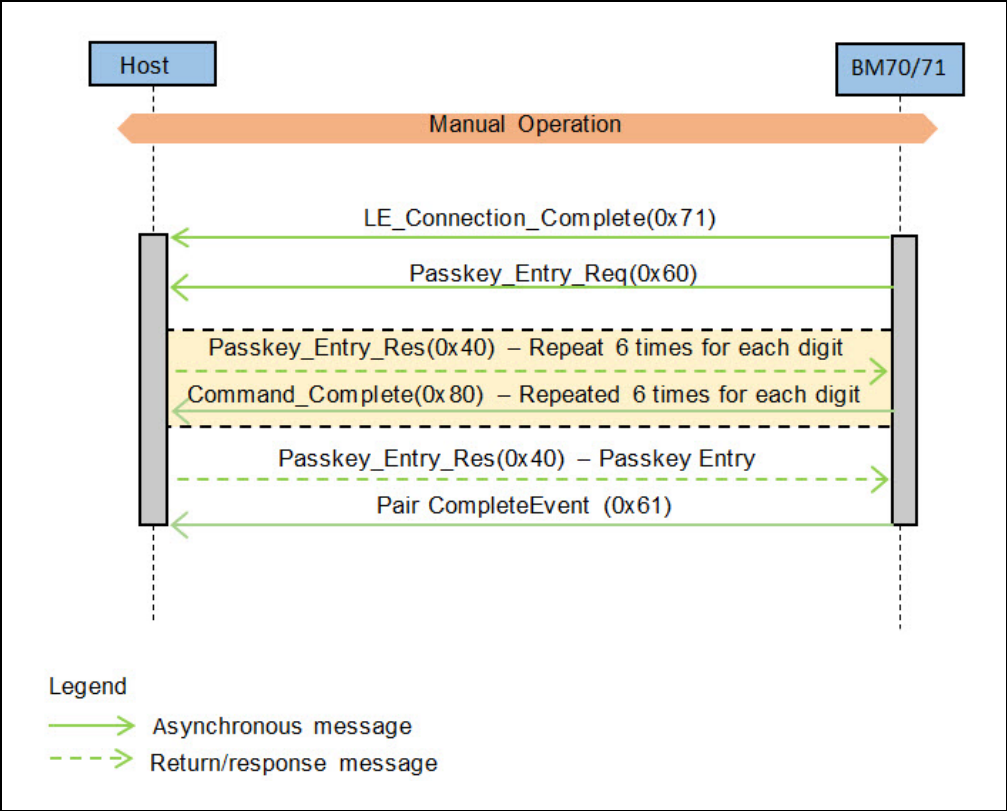 Host
BM70/71
Manual Operation
LE_Connection_Complete(0x71)
Passkey_Entry_Req(0x60)
Passkey_Entry_Res(0x40) – Repeat 6 times for each digit
Command_Complete(0x80) – Repeated 6 times for each digit
Passkey_Entry_Res(0x40) – Passkey Entry
Pair CompleteEvent (0x61)
Legend
Asynchronous message
Return/response message